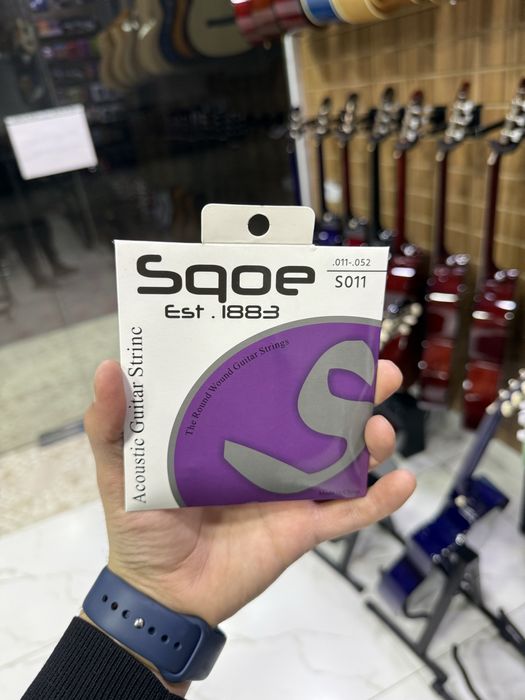 Sqoe
.011-.052
S011
Est . 1883
The Round Wound Guitar Strings
Acoustic Guitar Strinc
S